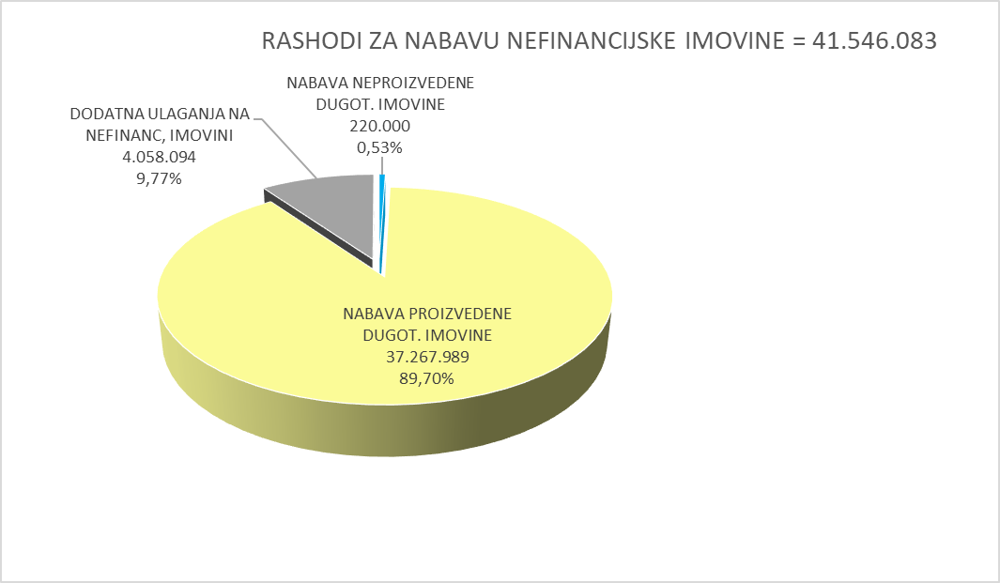 RASHODI ZA NABAVU NEFINANCIJSKE IMOVINE = 41.546.083
NABAVA NEPROIZVEDENE
DUGOT. IMOVINE
220.000
0,53%
DODATNA ULAGANJA NA
NEFINANC, IMOVINI
4.058.094
9,77%
NABAVA PROIZVEDENE
DUGOT. IMOVINE
37.267.989
89,70%